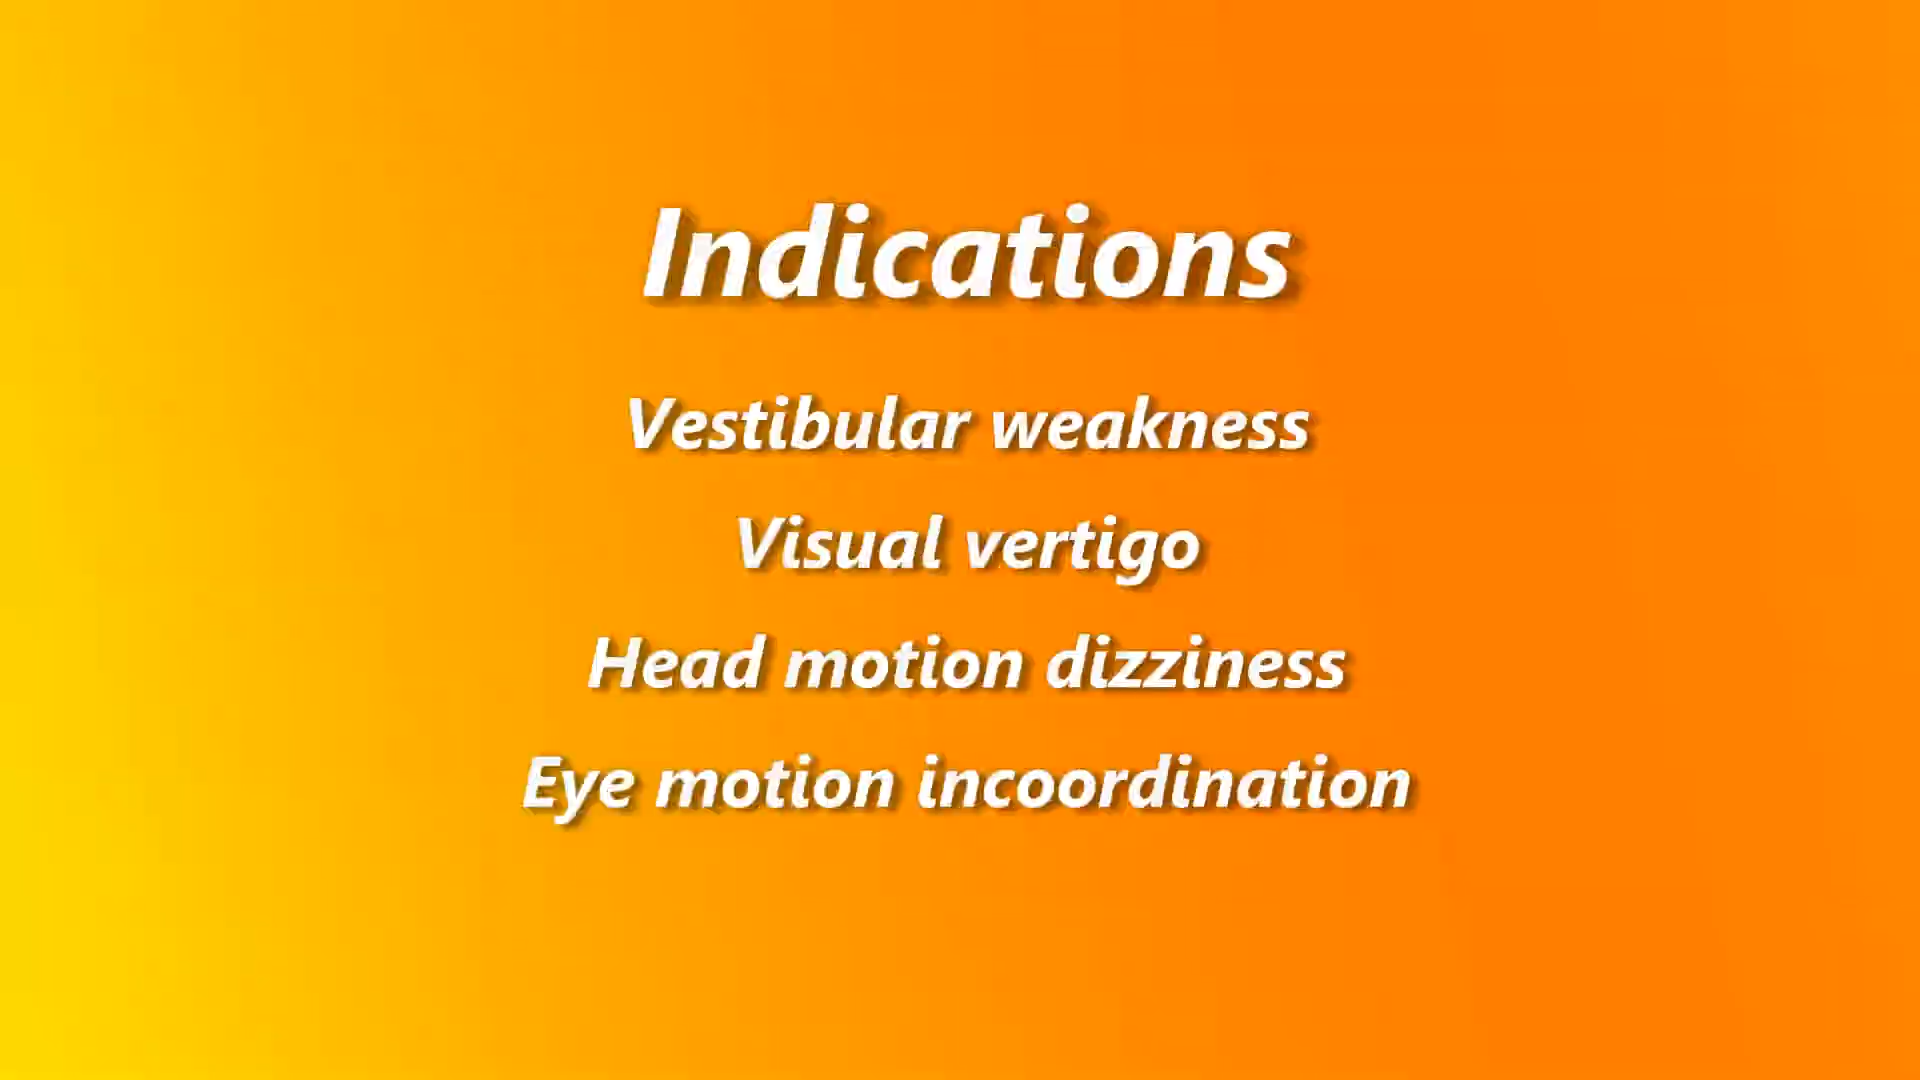 Indications
Vestibular weakness
Visual vertigo
Head motion dizziness
Eye motion incoordination